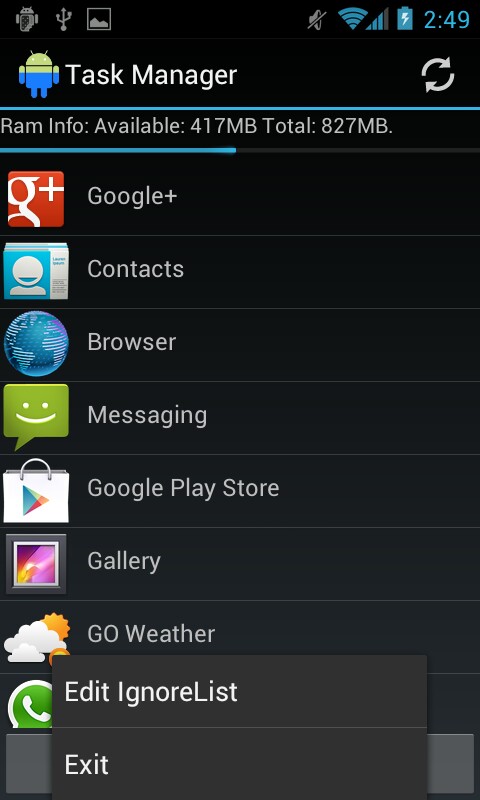 2:49
Task Manager
Ram Info: Available: 417MB Total: 827MB.
g+
Google+
Contacts
Browser
Messaging
Google Play Store
Gallery
GO Weather
Edit IgnoreList
Exit